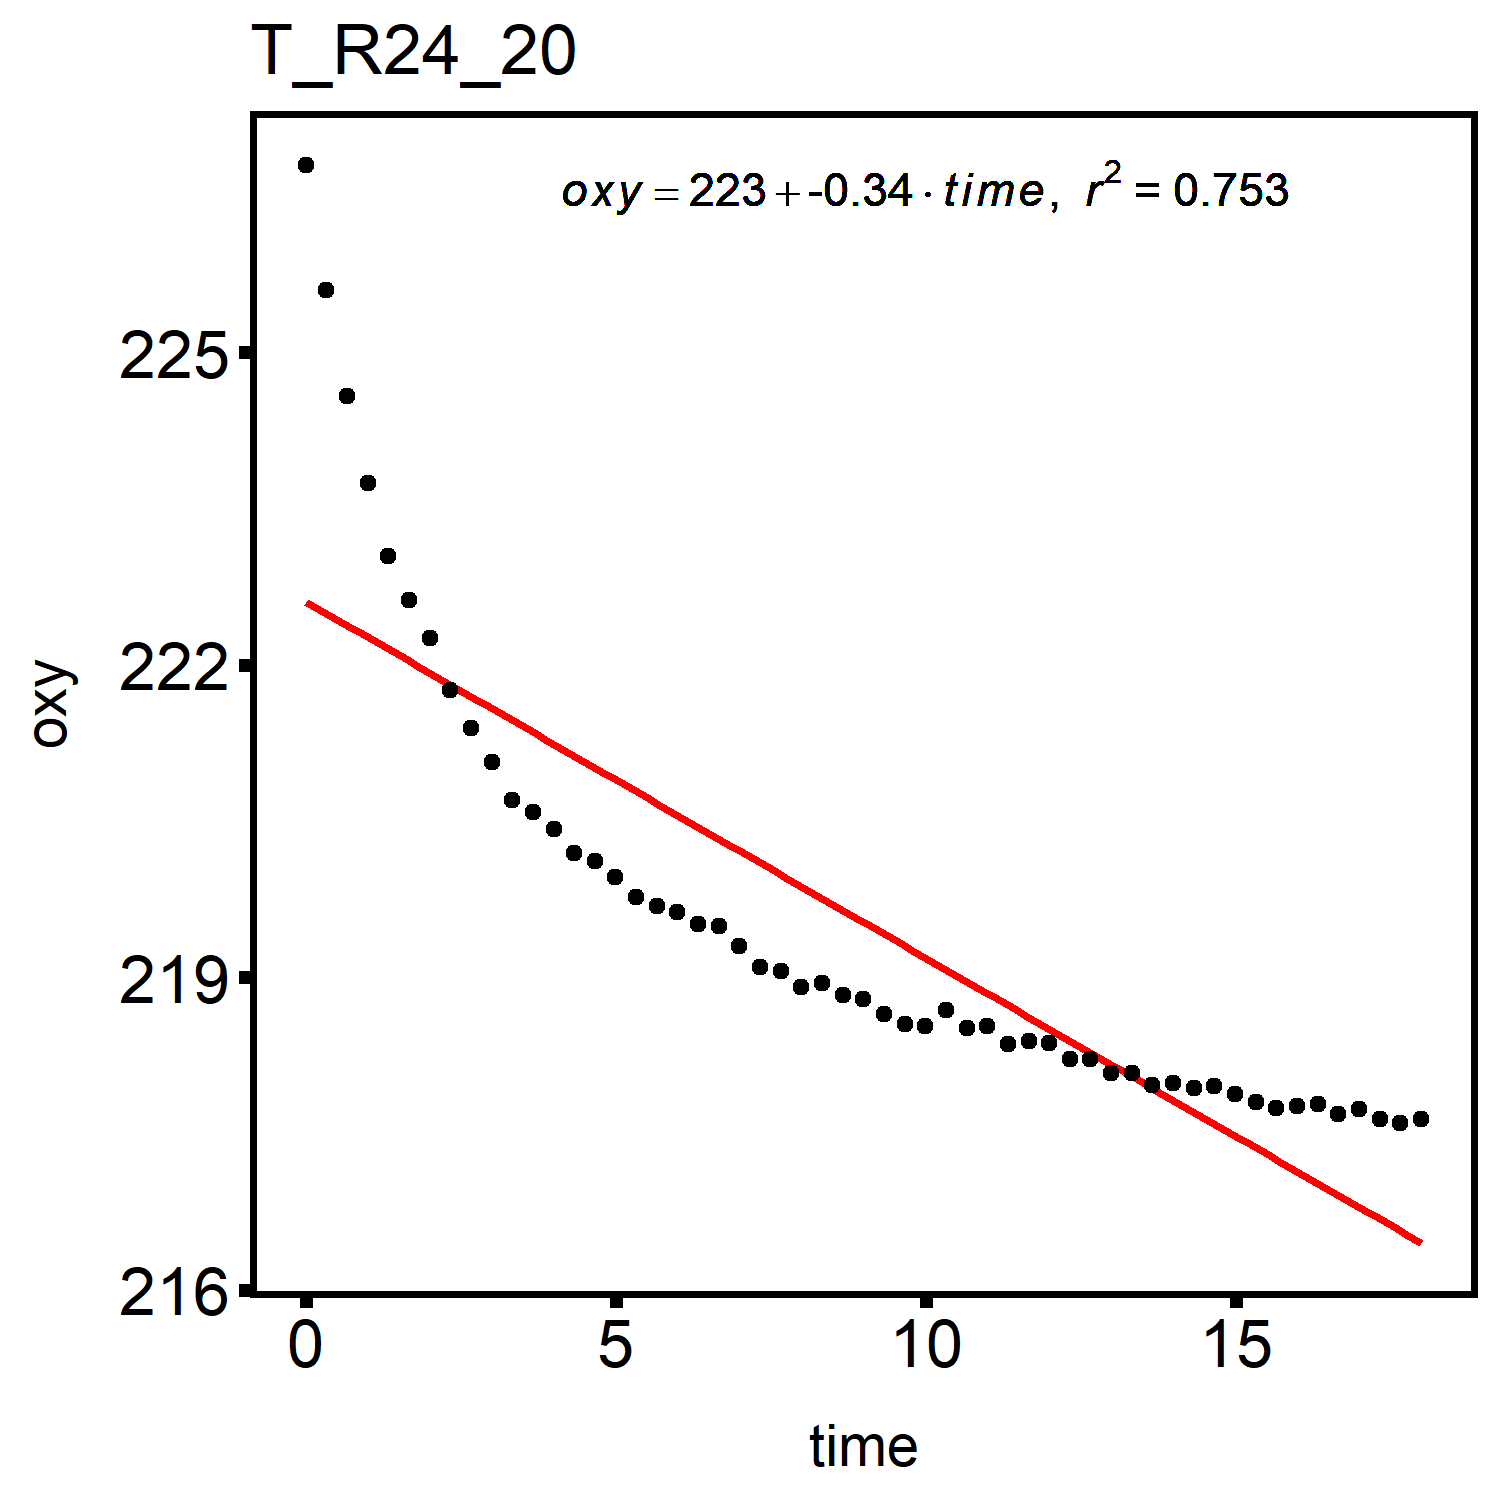 T_R24_20
oxy = 223 + -0.34 · time, r² = 0.753
225
222
219
216
oxy
0 5 10 15
time